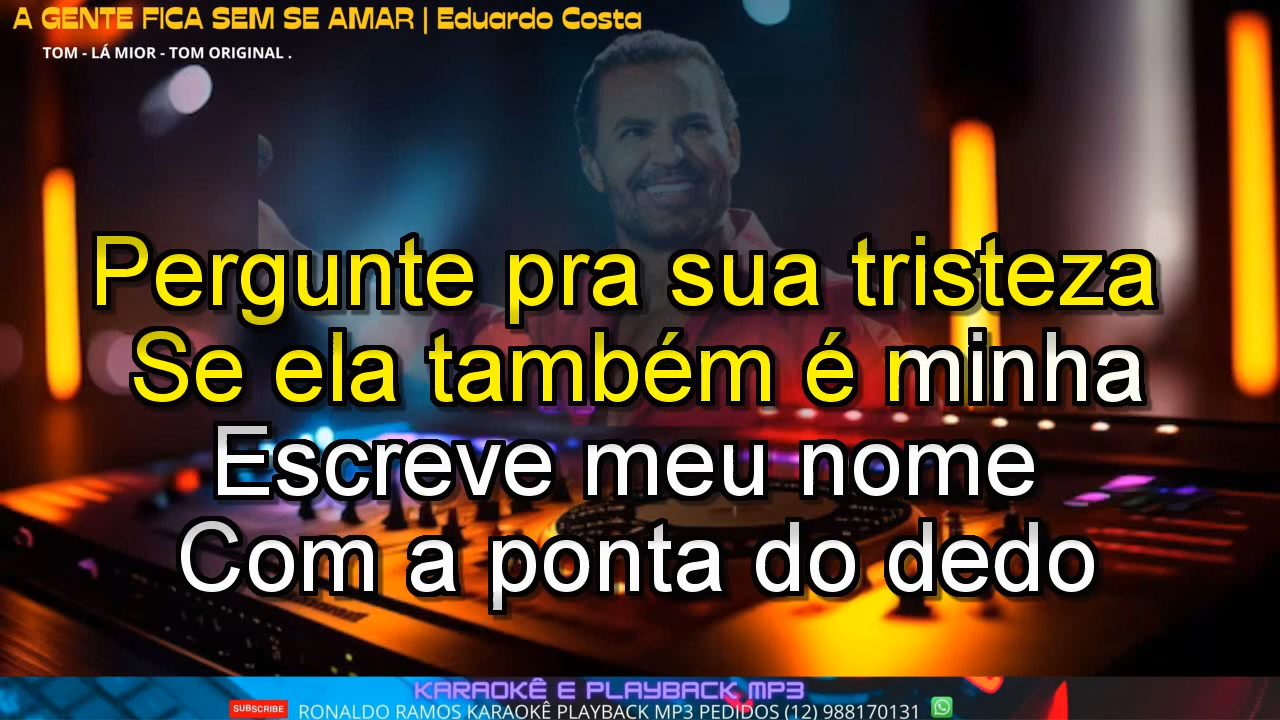 A GENTE FICA SEM SE AMAR | Eduardo Costa
TOM - LÁ MIOR - TOM ORIGINAL .
Pergunte pra sua tristeza
Se ela também é minha
Escreve meu nome
Com a ponta do dedo
KARAOKÊ E PLAYBACK MP3
SUBSCRIBE RONALDO RAMOS KARAOKÊ PLAYBACK MP3 PEDIDOS (12) 988170131